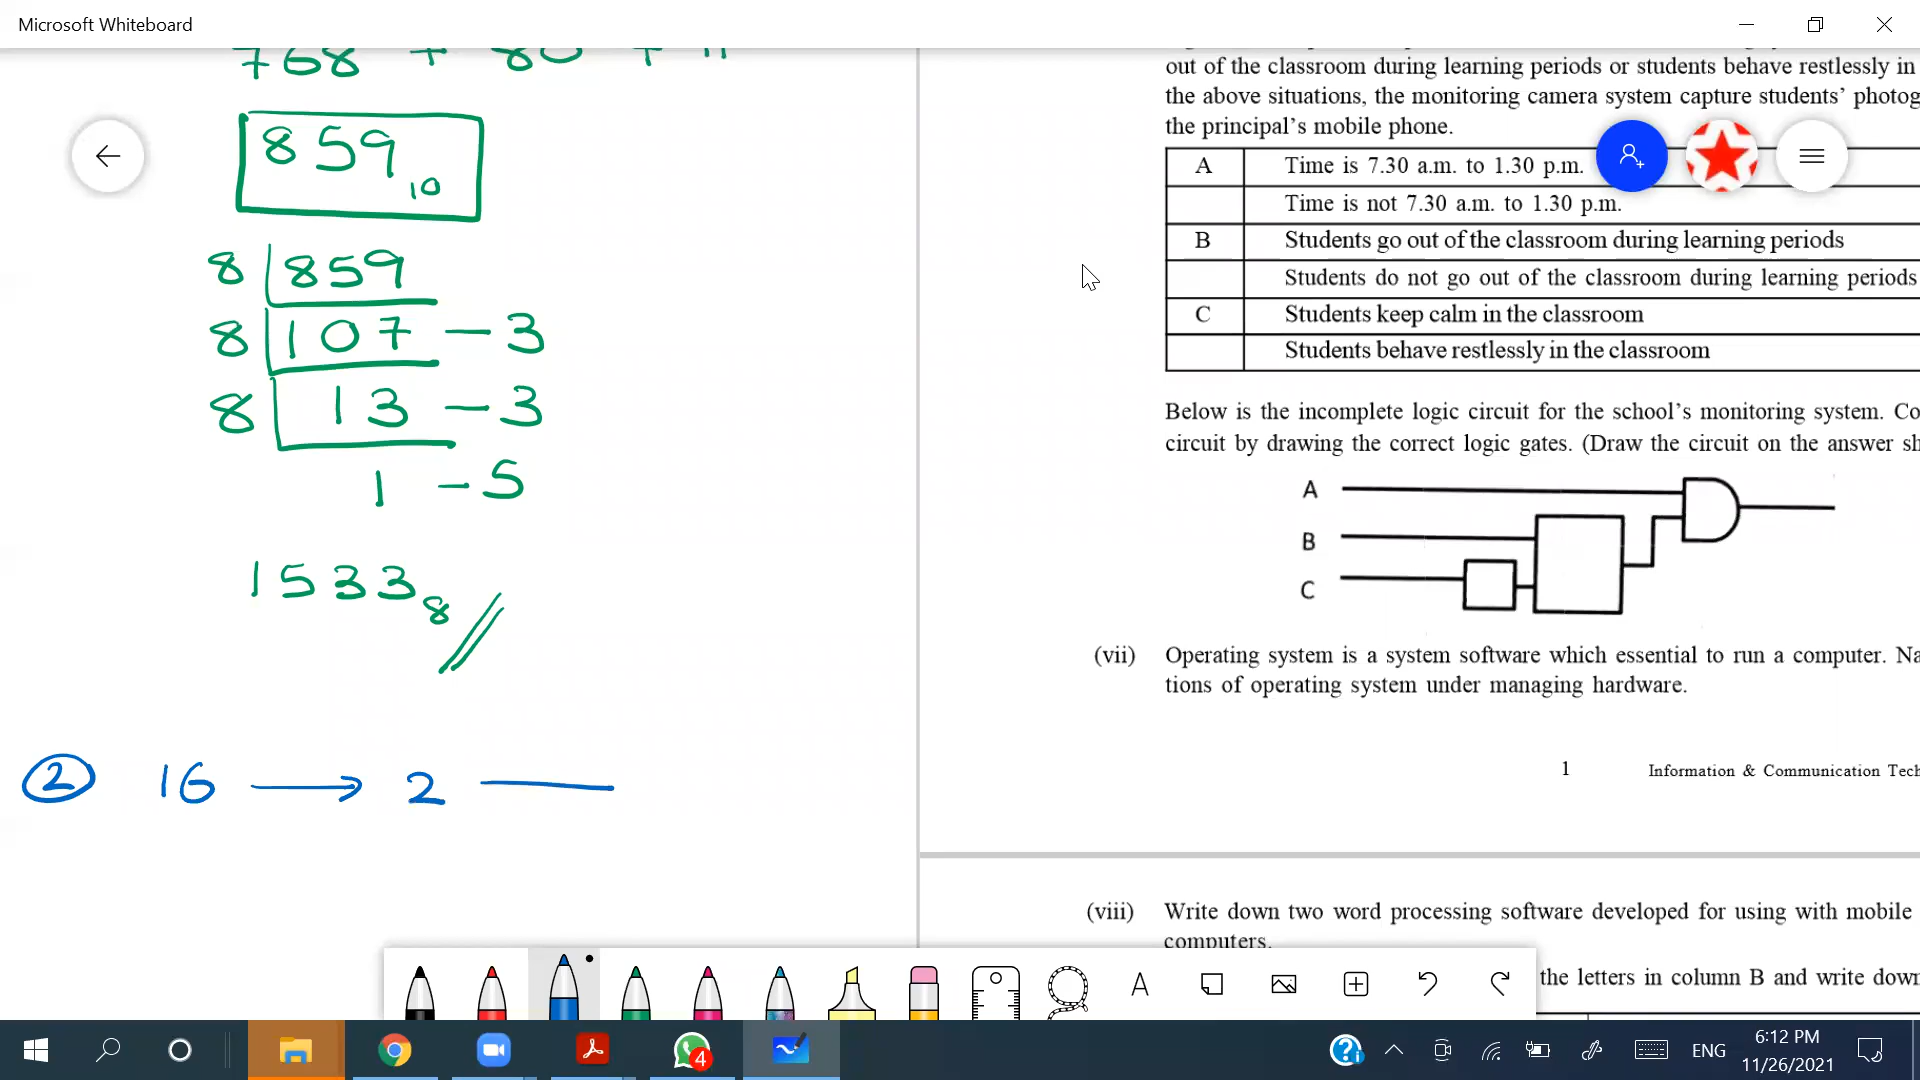 Microsoft Whiteboard
768 + 80 + 11
859 10
8 859
8 107 - 3
8 13 - 3
1 - 5
1533 8 //
2 16 → 2 —
out of the classroom during learning periods or students behave restlessly in
the above situations, the monitoring camera system capture students' photog
the principal's mobile phone.
A Time is 7.30 a.m. to 1.30 p.m.
Time is not 7.30 a.m. to 1.30 p.m.
B Students go out of the classroom during learning periods
Students do not go out of the classroom during learning periods
C Students keep calm in the classroom
Students behave restlessly in the classroom
Below is the incomplete logic circuit for the school's monitoring system. Co
circuit by drawing the correct logic gates. (Draw the circuit on the answer sh
A
B
C
(vii) Operating system is a system software which essential to run a computer. Na
tions of operating system under managing hardware.
1 Information & Communication Tech
(viii) Write down two word processing software developed for using with mobile
computers.
the letters in column B and write down
A
4
ENG
6:12 PM
11/26/2021